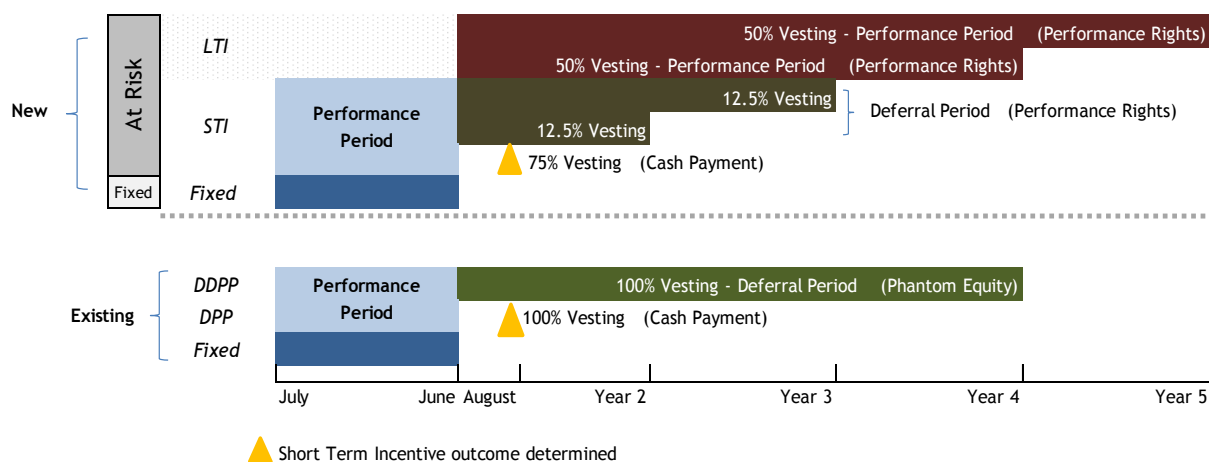 New
At Risk
Fixed
LTI
STI
Fixed
50% Vesting - Performance Period (Performance Rights)
50% Vesting - Performance Period (Performance Rights)
Performance
Period
12.5% Vesting
12.5% Vesting
Deferral Period (Performance Rights)
75% Vesting (Cash Payment)
Existing
DDPP
DPP
Fixed
Performance
Period
100% Vesting - Deferral Period (Phantom Equity)
100% Vesting (Cash Payment)
July June August Year 2 Year 3 Year 4 Year 5
Short Term Incentive outcome determined